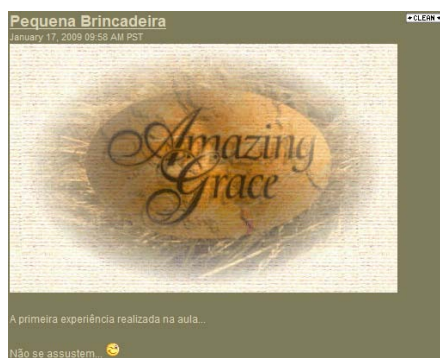 Pequena Brincadeira
CLEAN
January 17, 2009 09:58 AM PST
Amazing
Grace
A primeira experiência realizada na aula...
Não se assustem...